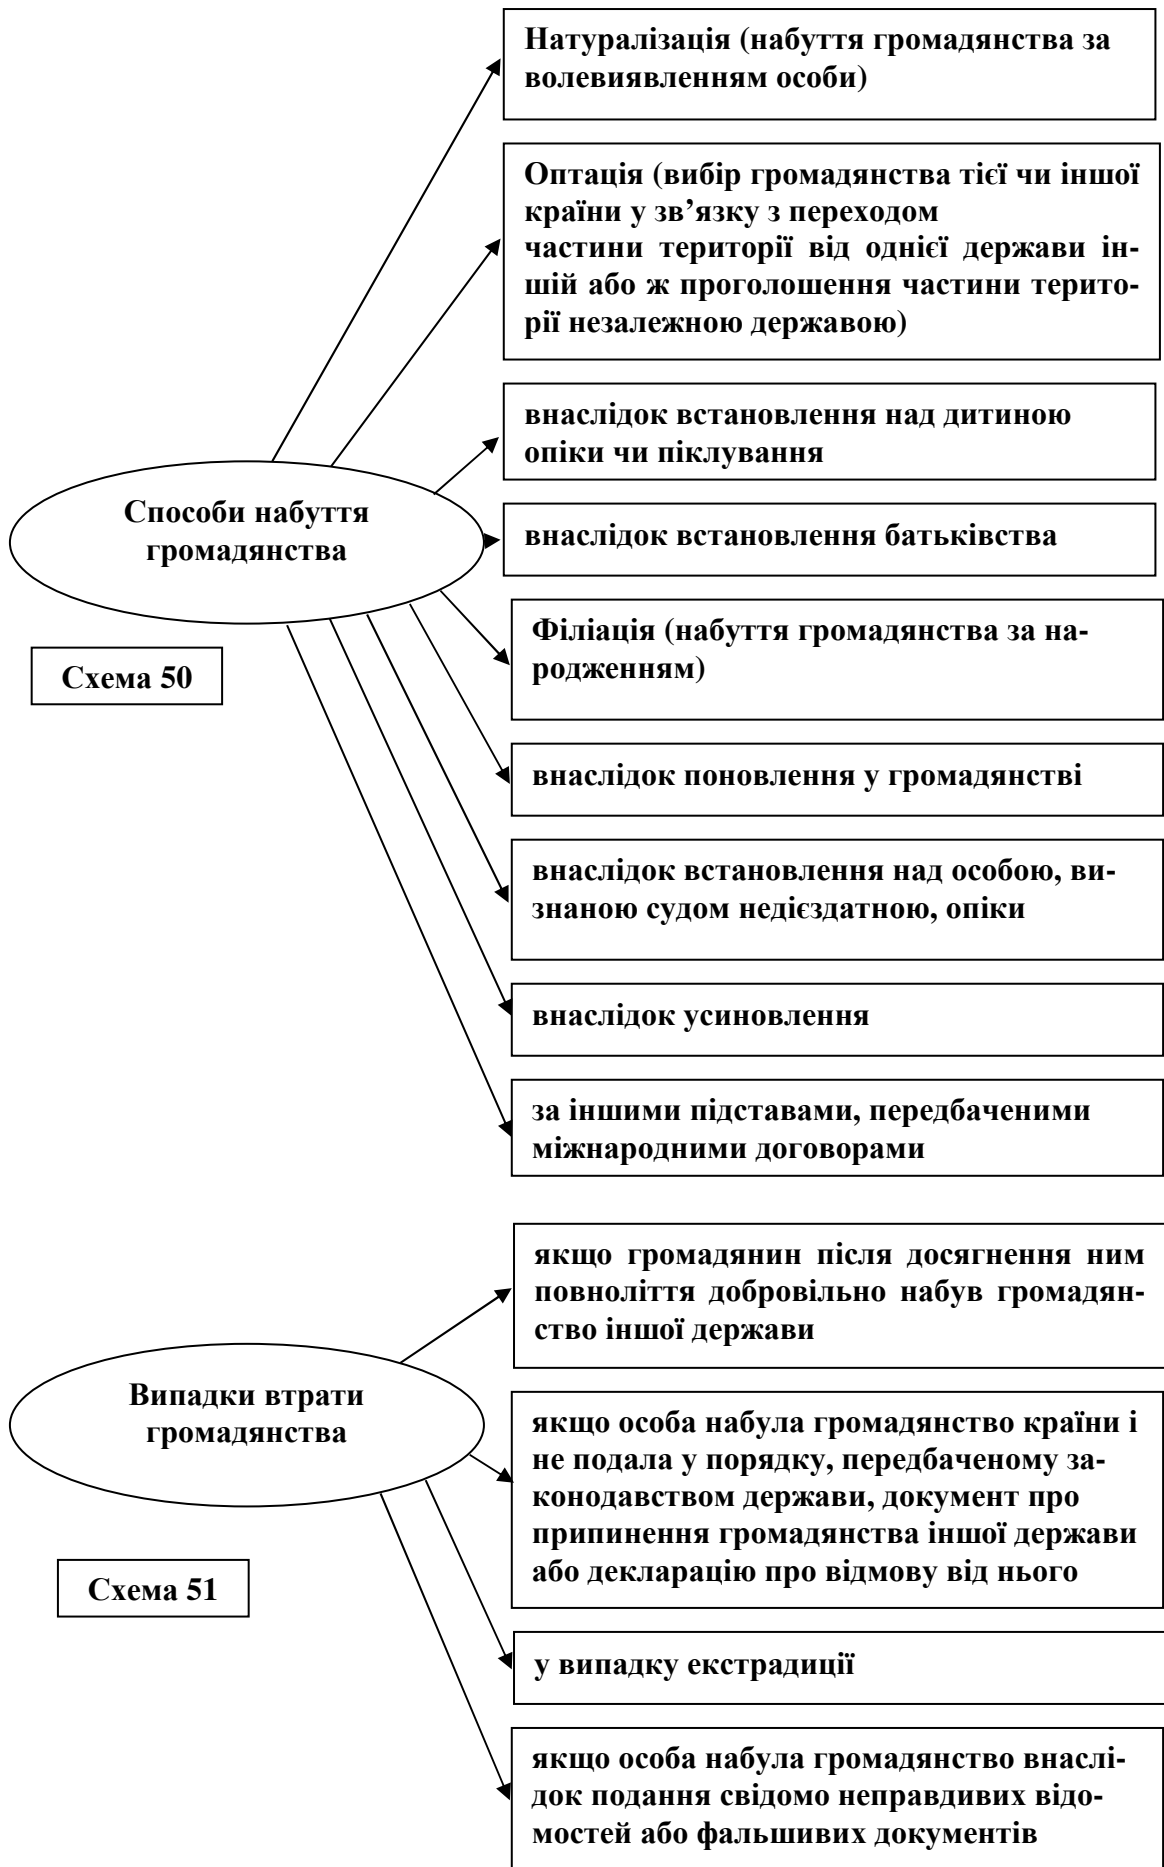 Натуралізація (набуття громадянства за
волевиявленням особи)
Оптація (вибір громадянства тієї чи іншої
країни у зв’язку з переходом
частини території від однієї держави ін-
шій або ж проголошення частини терито-
рії незалежною державою)
внаслідок встановлення над дитиною
опіки чи піклування
Способи набуття
громадянства
внаслідок встановлення батьківства
Філіація (набуття громадянства за на-
родженням)
Схема 50
внаслідок поновлення у громадянстві
внаслідок встановлення над особою, ви-
знаною судом недієздатною, опіки
внаслідок усиновлення
за іншими підставами, передбаченими
міжнародними договорами
якщо громадянин після досягнення ним
повноліття добровільно набув громадян-
ство іншої держави
Випадки втрати
громадянства
якщо особа набула громадянство країни і
не подала у порядку, передбаченому за-
конодавством держави, документ про
припинення громадянства іншої держави
або декларацію про відмову від нього
Схема 51
у випадку екстрадиції
якщо особа набула громадянство внаслі-
док подання свідомо неправдивих відо-
мостей або фальшивих документів